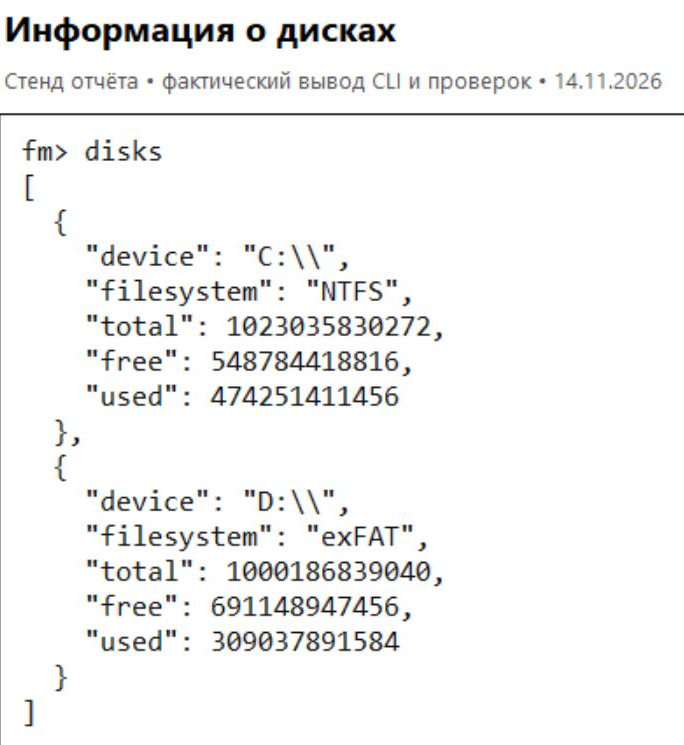 Информация о дисках
Стенд отчёта • фактический вывод CLI и проверок • 14.11.2026
fm> disks
[
  {
    "device": "C:\\",
    "filesystem": "NTFS",
    "total": 1023035830272,
    "free": 548784418816,
    "used": 474251411456
  },
  {
    "device": "D:\\",
    "filesystem": "exFAT",
    "total": 1000186839040,
    "free": 691148947456,
    "used": 309037891584
  }
]